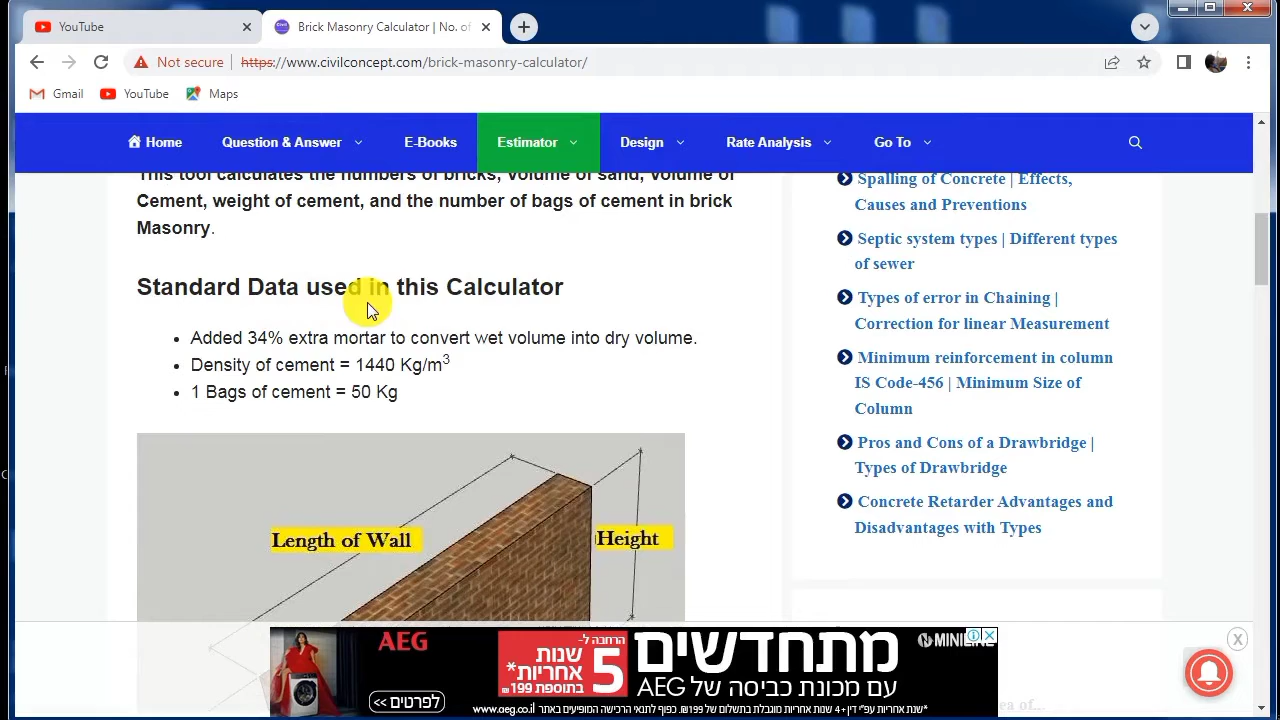 YouTube
Brick Masonry Calculator | No. of
Not secure
https://www.civilconcept.com/brick-masonry-calculator/
Gmail
YouTube
Maps
Home
Question & Answer
E-Books
Estimator
Design
Rate Analysis
Go To
This tool calculates the numbers of bricks, volume of sand, volume of
Cement, weight of cement, and the number of bags of cement in brick
Masonry.
Standard Data used in this Calculator
Added 34% extra mortar to convert wet volume into dry volume.
Density of cement = 1440 Kg/m3
1 Bags of cement = 50 Kg
Length of Wall
Height
Spalling of Concrete | Effects,
Causes and Preventions
Septic system types | Different types
of sewer
Types of error in Chaining |
Correction for linear Measurement
Minimum reinforcement in column
IS Code-456 | Minimum Size of
Column
Pros and Cons of a Drawbridge |
Types of Drawbridge
Concrete Retarder Advantages and
Disadvantages with Types
AEG
לפרטים >>
הרחבה ל-
5 שנות
אחריות*
בתוספת 199 ₪
מתחדשים
עם מכונת כביסה של AEG
MINILINE
www.aeg.co.il